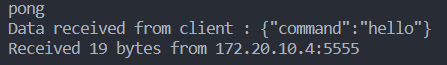 pong
Data received from client : {"command":"hello"}
Received 19 bytes from 172.20.10.4:5555